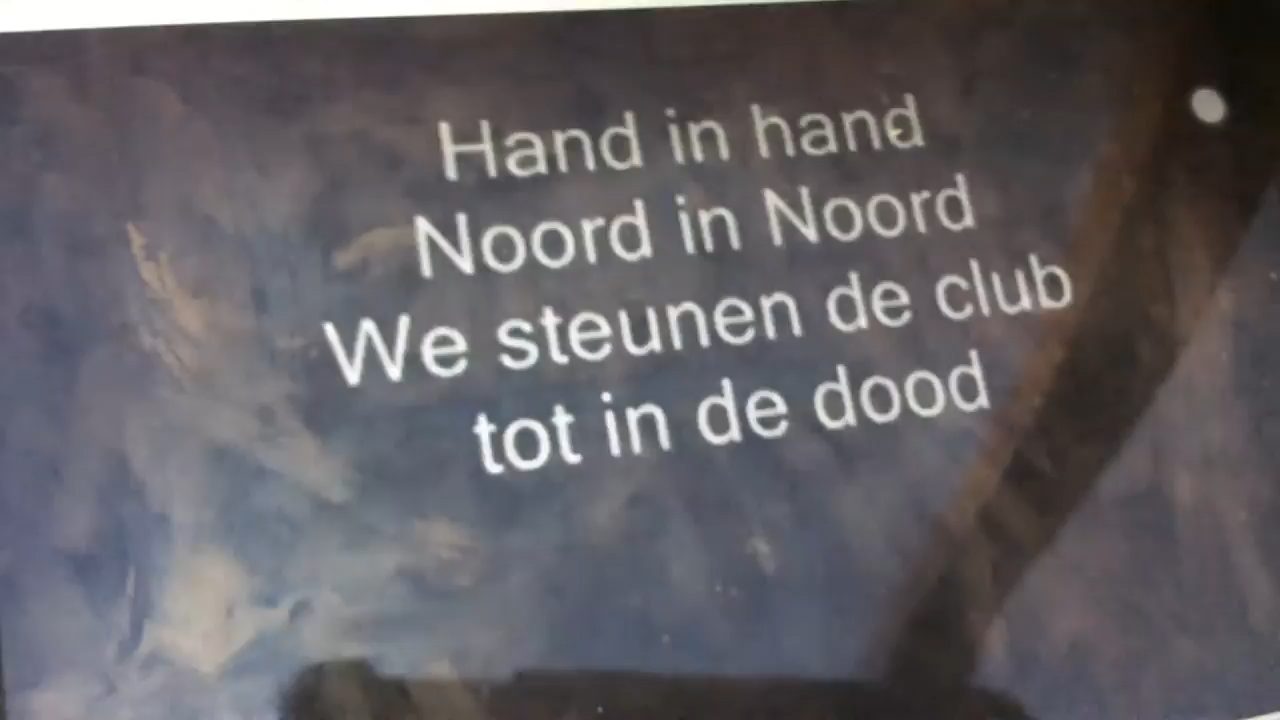 Hand in hand
Noord in Noord
We steunen de club
tot in de dood